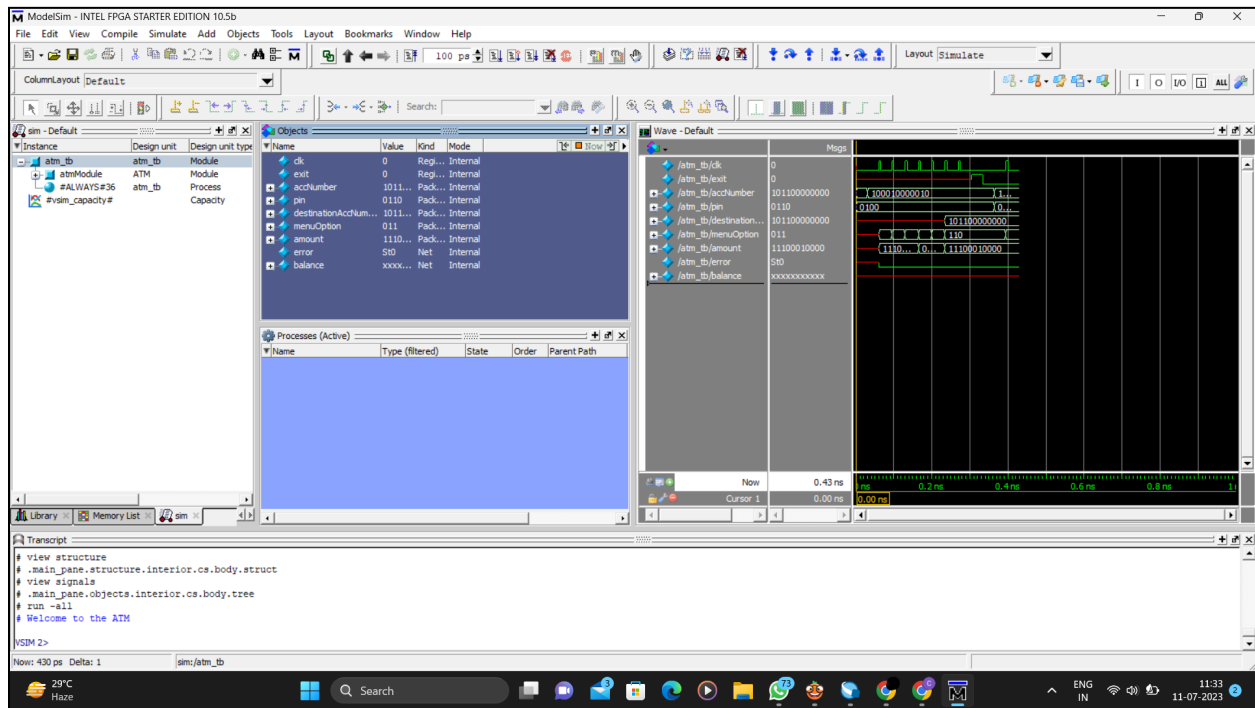 ModelSim - INTEL FPGA STARTER EDITION 10.5b
File Edit View Compile Simulate Add Objects Tools Layout Bookmarks Window Help
100 ps
Layout Simulate
ColumnLayout Default
I O I/O ALL
Search:
sim - Default
Instance Design unit Design unit type
atm_tb atm_tb Module
atmModule ATM Module
#ALWAYS#36 atm_tb Process
#vsim_capacity# Capacity
Library Memory List sim
Objects
Name Value Kind Mode Now
clk 0 Regi... Internal
exit 0 Regi... Internal
accNumber 1011... Pack... Internal
pin 0110 Pack... Internal
destinationAccNum... 1011... Pack... Internal
menuOption 011 Pack... Internal
amount 1110... Pack... Internal
error St0 Net Internal
balance xxxx... Net Internal
Processes (Active)
Name Type (filtered) State Order Parent Path
Wave - Default
Msgs
/atm_tb/clk 0
/atm_tb/exit 0
/atm_tb/accNumber 101100000000 100010000010 1...
/atm_tb/pin 0110 0100 0...
/atm_tb/destination... 101100000000 101100000000
/atm_tb/menuOption 011 110
/atm_tb/amount 11100010000 1110... 0... 11100010000
/atm_tb/error St0
/atm_tb/balance xxxxxxxxxxx
Now 0.43 ns 0.2 ns 0.4 ns 0.6 ns 0.8 ns
Cursor 1 0.00 ns 0.00 ns
Transcript
# view structure
# .main_pane.structure.interior.cs.body.struct
# view signals
# .main_pane.objects.interior.cs.body.tree
# run -all
# Welcome to the ATM
VSIM 2>
Now: 430 ps Delta: 1 sim:/atm_tb
29°C
Haze
Search
3
73
ENG
IN
11:33
11-07-2023
2